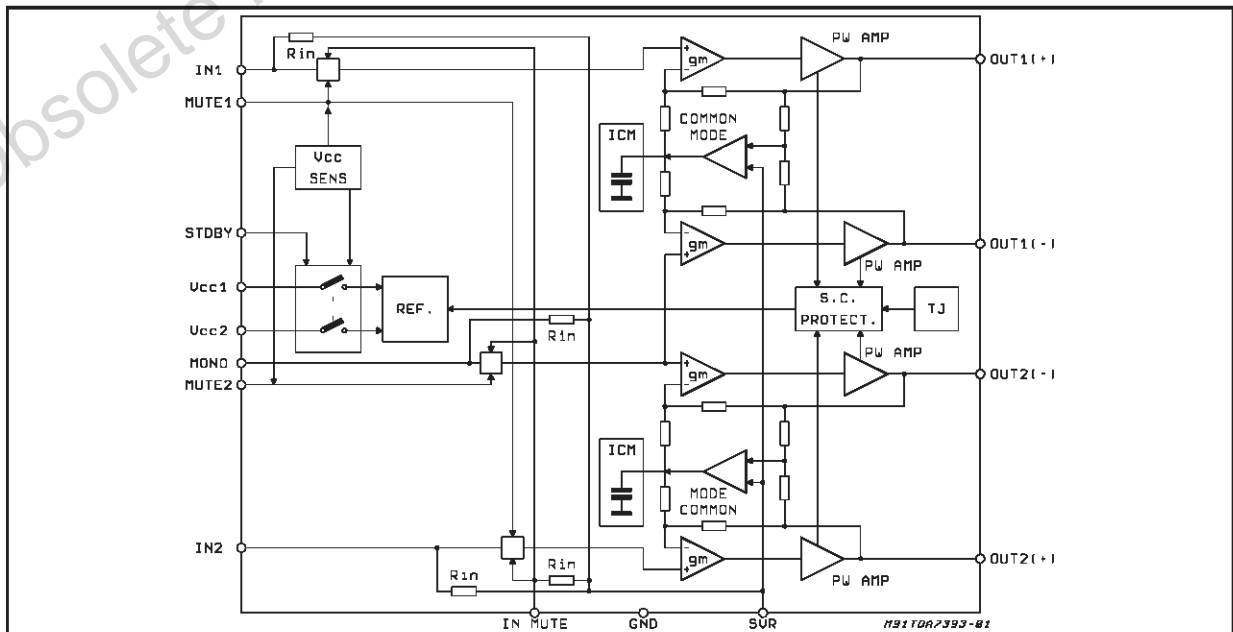 Obsolete
Rin
PW AMP
IN1
gm
OUT1(+)
MUTE1
ICM
COMMON
MODE
Vcc
SENS
STDBY
gm
OUT1(-)
PW AMP
Vcc1
REF.
S.C.
PROTECT.
TJ
Vcc2
Rin
MONO
PW AMP
MUTE2
gm
OUT2(-)
ICM
MODE
COMMON
IN2
gm
OUT2(+)
Rin
Rin
PW AMP
IN MUTE
GND
SVR
M91TDA7393-01